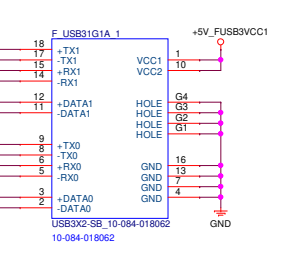 F_USB31G1A_1
+5V_FUSB3VCC1
18 +TX1
17 -TX1
15 +RX1
14 -RX1
VCC1 1
VCC2 10
12 +DATA1
11 -DATA1
HOLE G4
HOLE G3
HOLE G2
HOLE G1
9 +TX0
8 -TX0
6 +RX0
5 -RX0
GND 16
GND 13
GND 7
GND 4
3 +DATA0
2 -DATA0
USB3X2-SB_10-084-018062
GND
10-084-018062